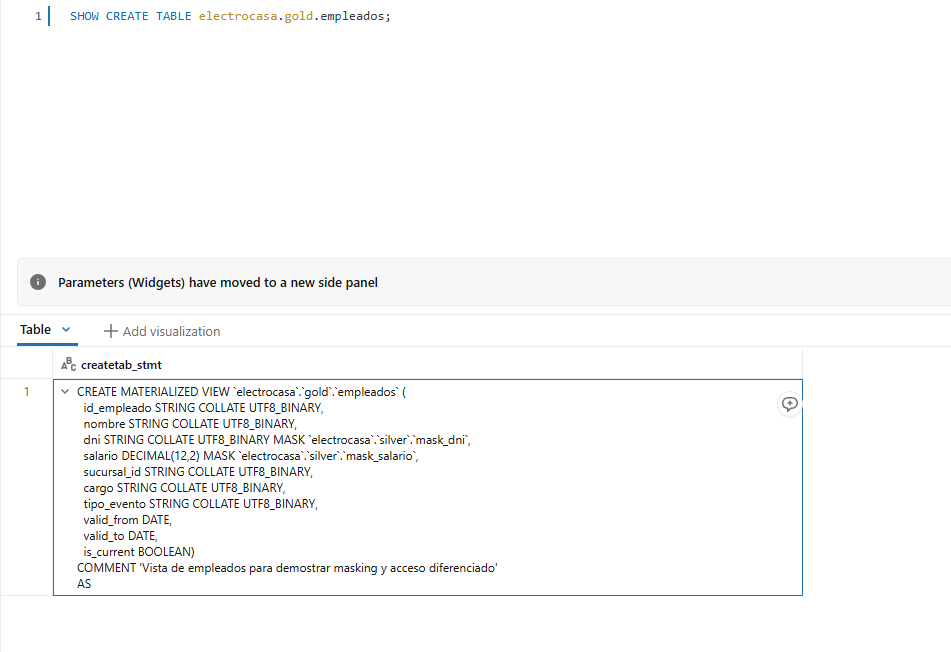 1 SHOW CREATE TABLE electrocasa.gold.empleados;
Parameters (Widgets) have moved to a new side panel
Table Add visualization
ABC createtab_stmt
1 CREATE MATERIALIZED VIEW `electrocasa`.`gold`.`empleados` (
id_empleado STRING COLLATE UTF8_BINARY,
nombre STRING COLLATE UTF8_BINARY,
dni STRING COLLATE UTF8_BINARY MASK `electrocasa`.`silver`.`mask_dni`,
salario DECIMAL(12,2) MASK `electrocasa`.`silver`.`mask_salario`,
sucursal_id STRING COLLATE UTF8_BINARY,
cargo STRING COLLATE UTF8_BINARY,
tipo_evento STRING COLLATE UTF8_BINARY,
valid_from DATE,
valid_to DATE,
is_current BOOLEAN)
COMMENT 'Vista de empleados para demostrar masking y acceso diferenciado'
AS